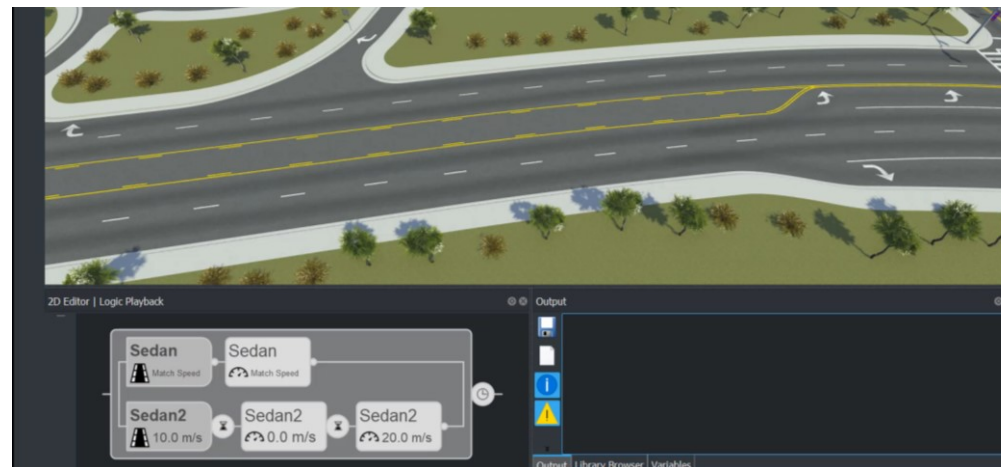 2D Editor | Logic Playback
Output
Sedan
Match Speed
Sedan
Match Speed
Sedan2
10.0 m/s
Sedan2
0.0 m/s
Sedan2
20.0 m/s
Output
Library Browser
Variables